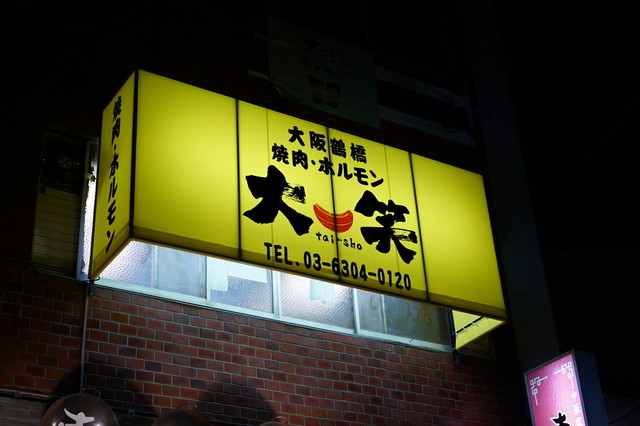 焼肉・ホルモン
大阪鶴橋
焼肉・ホルモン
大笑
tai-sho
TEL.03-6304-0120